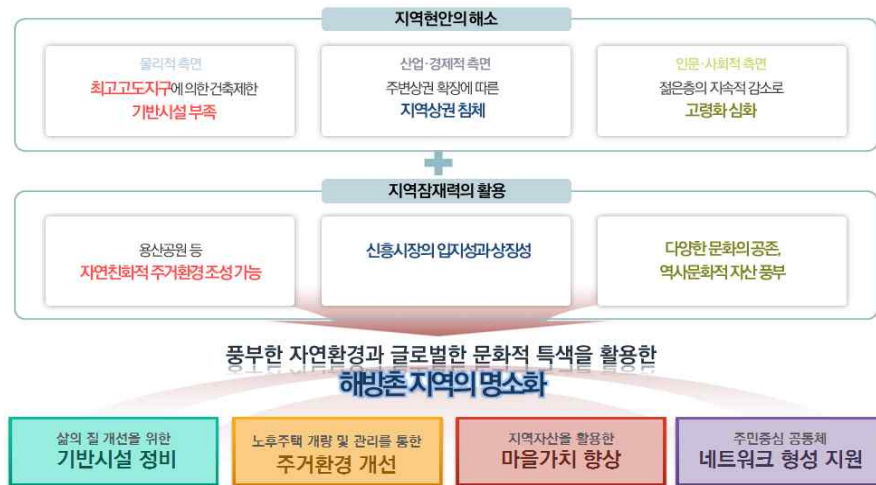 지역현안의 해소
물리적 측면
최고고도지구에 의한 건축제한
기반시설 부족
산업·경제적 측면
주변상권 확장에 따른
지역상권 침체
인문·사회적 측면
젊은층의 지속적 감소로
고령화 심화
지역잠재력의 활용
용산공원 등
자연친화적 주거환경 조성 가능
신흥시장의 입지성과 상징성
다양한 문화의 공존,
역사문화적 자산 풍부
풍부한 자연환경과 글로벌한 문화적 특색을 활용한
해방촌 지역의 명소화
삶의 질 개선을 위한
기반시설 정비
노후주택 개량 및 관리를 통한
주거환경 개선
지역자산을 활용한
마을가치 향상
주민중심 공동체
네트워크 형성 지원